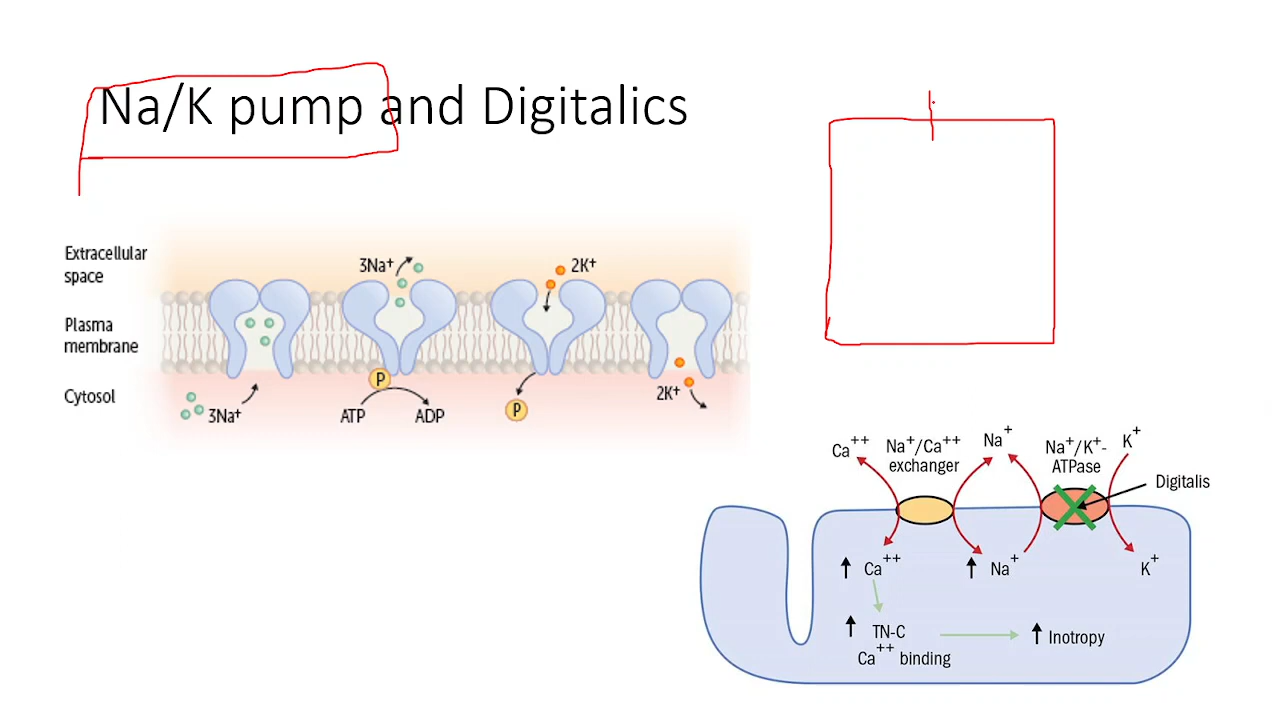 Na/K pump and Digitalics
Extracellular
space
Plasma
membrane
Cytosol
3Na+
2K+
P
3Na+
ATP
ADP
P
2K+
Ca++
Na+/Ca++
exchanger
Na+
Na+/K+-
ATPase
K+
Digitalis
↑ Ca++
↑ Na+
K+
↑ TN-C
Ca++ binding
↑ Inotropy